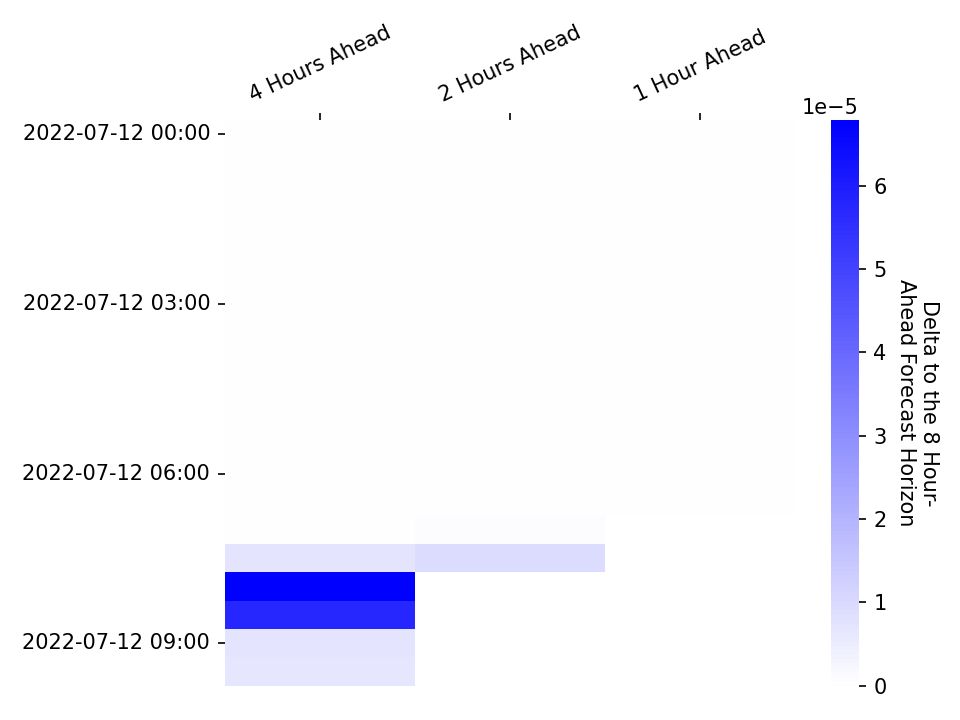 4 Hours Ahead
2 Hours Ahead
1 Hour Ahead
1e−5
2022-07-12 00:00
2022-07-12 03:00
2022-07-12 06:00
2022-07-12 09:00
6
5
4
3
2
1
0
Delta to the 8 Hour-
Ahead Forecast Horizon